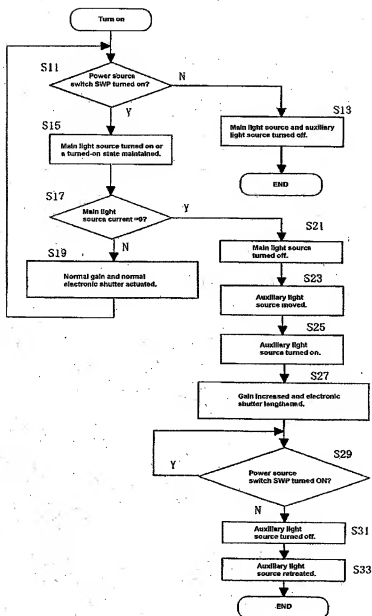 Turn on
S11
Power source
switch SWP turned on?
N
Y
S13
Main light source and auxiliary
light source turned off.
END
S15
Main light source turned on or
a turned-on state maintained.
S17
Main light
source current =0?
Y
N
S19
Normal gain and normal
electronic shutter actuated.
S21
Main light source
turned off.
S23
Auxiliary light
source moved.
S25
Auxiliary light
source turned on.
S27
Gain increased and electronic
shutter lengthened.
S29
Y
Power source
switch SWP turned ON?
N
Auxiliary light
source turned off.
S31
Auxiliary light
source retreated.
S33
END